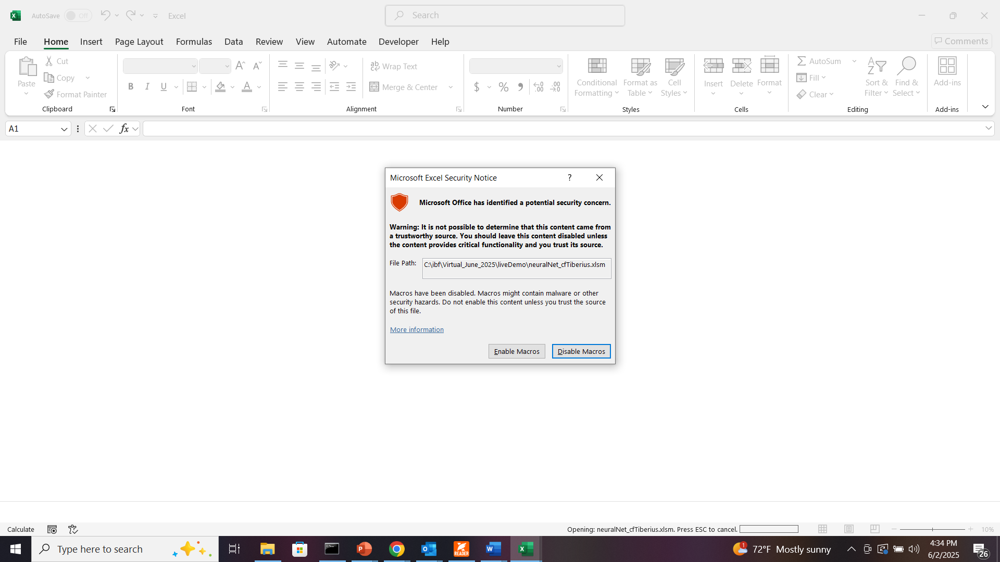 AutoSave Off Excel Search
File Home Insert Page Layout Formulas Data Review View Automate Developer Help Comments
Paste
Cut
Copy
Format Painter
Clipboard
B I U A
Font
Wrap Text
Merge & Center
Alignment
$ %
Number
Conditional Formatting
Format as Table
Cell Styles
Styles
Insert Delete Format
Cells
AutoSum
Fill
Clear
Sort & Filter
Find & Select
Editing
Add-ins
Add-ins
A1 fx
Microsoft Excel Security Notice ?
Microsoft Office has identified a potential security concern.
Warning: It is not possible to determine that this content came from
a trustworthy source. You should leave this content disabled unless
the content provides critical functionality and you trust its source.
File Path: C:\ibf\Virtual_June_2025\liveDemo\neuralNet_cfTiberius.xlsm
Macros have been disabled. Macros might contain malware or other
security hazards. Do not enable this content unless you trust the source
of this file.
More information
Enable Macros Disable Macros
Calculate Opening: neuralNet_cfTiberius.xlsm. Press ESC to cancel. 10%
Type here to search 1 72°F Mostly sunny 4:34 PM
6/2/2025 26